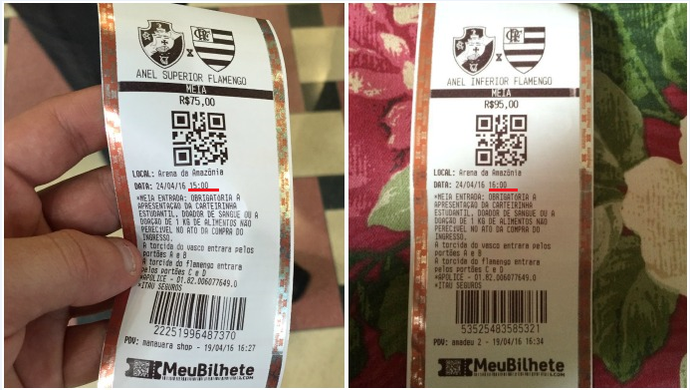 ANEL SUPERIOR FLAMENGO
MEIA
R$75,00
LOCAL: Arena da Amazônia
DATA: 24/04/16 15:00
*MEIA ENTRADA: OBRIGATORIA A
APRESENTAÇÃO DA CARTEIRINHA
ESTUDANTIL, DOADOR DE SANGUE OU A
DOAÇÃO DE 1 KG DE ALIMENTOS NÃO
PERECIVEL NO ATO DA COMPRA DO
INGRESSO.
A torcida do vasco entrara pelos
portões A e B
A torcida do flamengo entrara
pelos portões C e D
*APOLICE - 01.82.006077649.0
*ITAU SEGUROS
22251996487370
PDV: manauara shop - 19/04/16 16:27
MeuBilhete
.COM
ANEL INFERIOR FLAMENGO
MEIA
R$95,00
LOCAL: Arena da Amazônia
DATA: 24/04/16 16:00
*MEIA ENTRADA: OBRIGATORIA A
APRESENTAÇÃO DA CARTEIRINHA
ESTUDANTIL, DOADOR DE SANGUE OU A
DOAÇÃO DE 1 KG DE ALIMENTOS NÃO
PERECIVEL NO ATO DA COMPRA DO
INGRESSO.
A torcida do vasco entrara pelos
portões A e B
A torcida do flamengo entrara
pelos portões C e D
*APOLICE - 01.82.006077649.0
*ITAU SEGUROS
53525483585321
PDV: amadeu 2 - 19/04/16 16:34
MeuBilhete
.COM